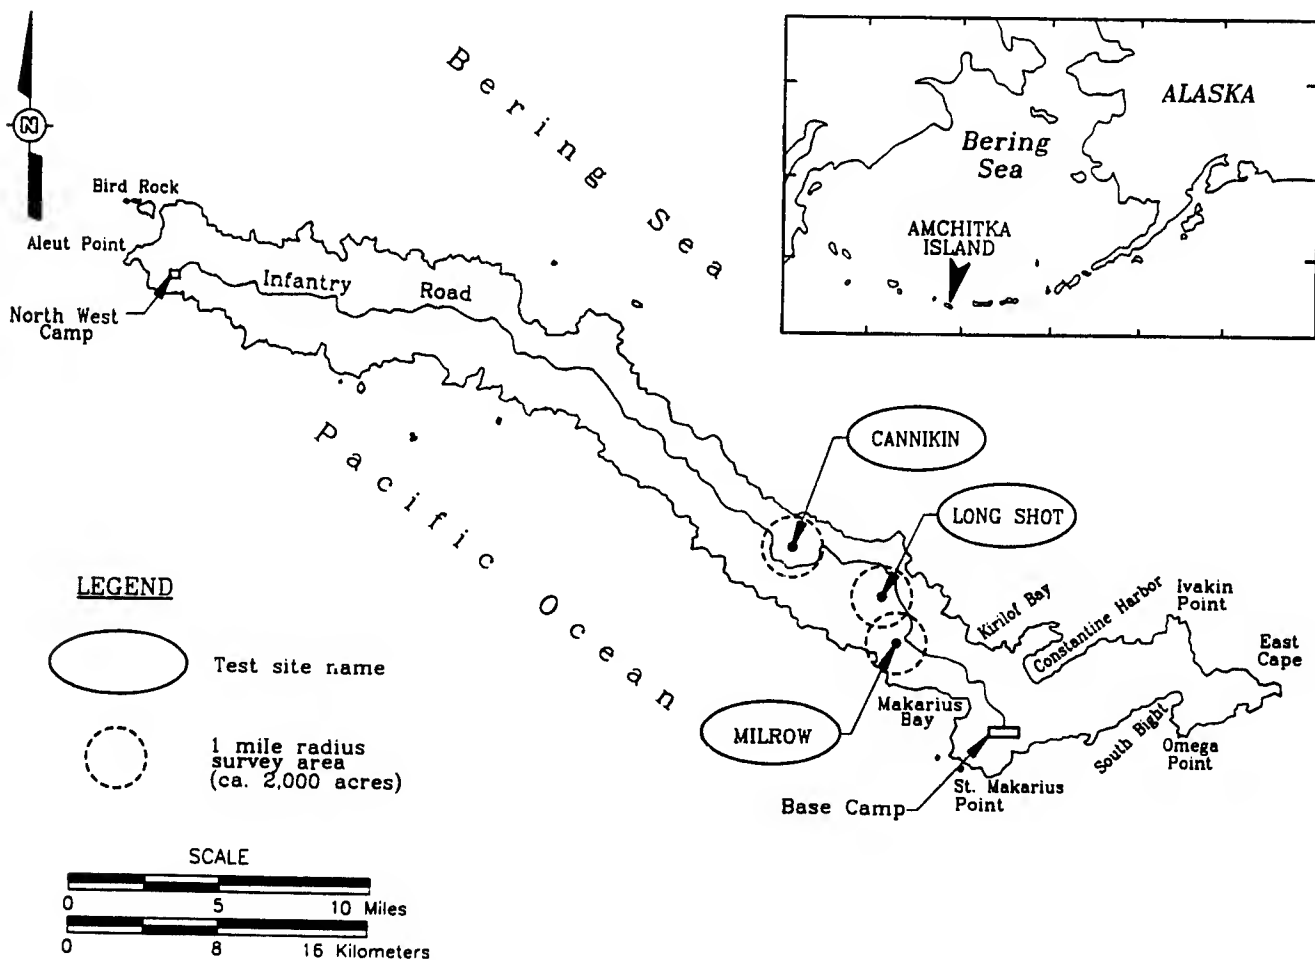 Bering Sea
ALASKA
Bering
Sea
AMCHITKA
ISLAND
N
Bird Rock
Aleut Point
Infantry Road
North West
Camp
Pacific Ocean
CANNIKIN
LONG SHOT
Kirilof Bay
Constantine Harbor
Ivakin
Point
East
Cape
MILROW
Makarius
Bay
South Bight
Omega
Point
St. Makarius
Point
Base Camp
LEGEND
Test site name
1 mile radius
survey area
(ca. 2,000 acres)
SCALE
0 5 10 Miles
0 8 16 Kilometers